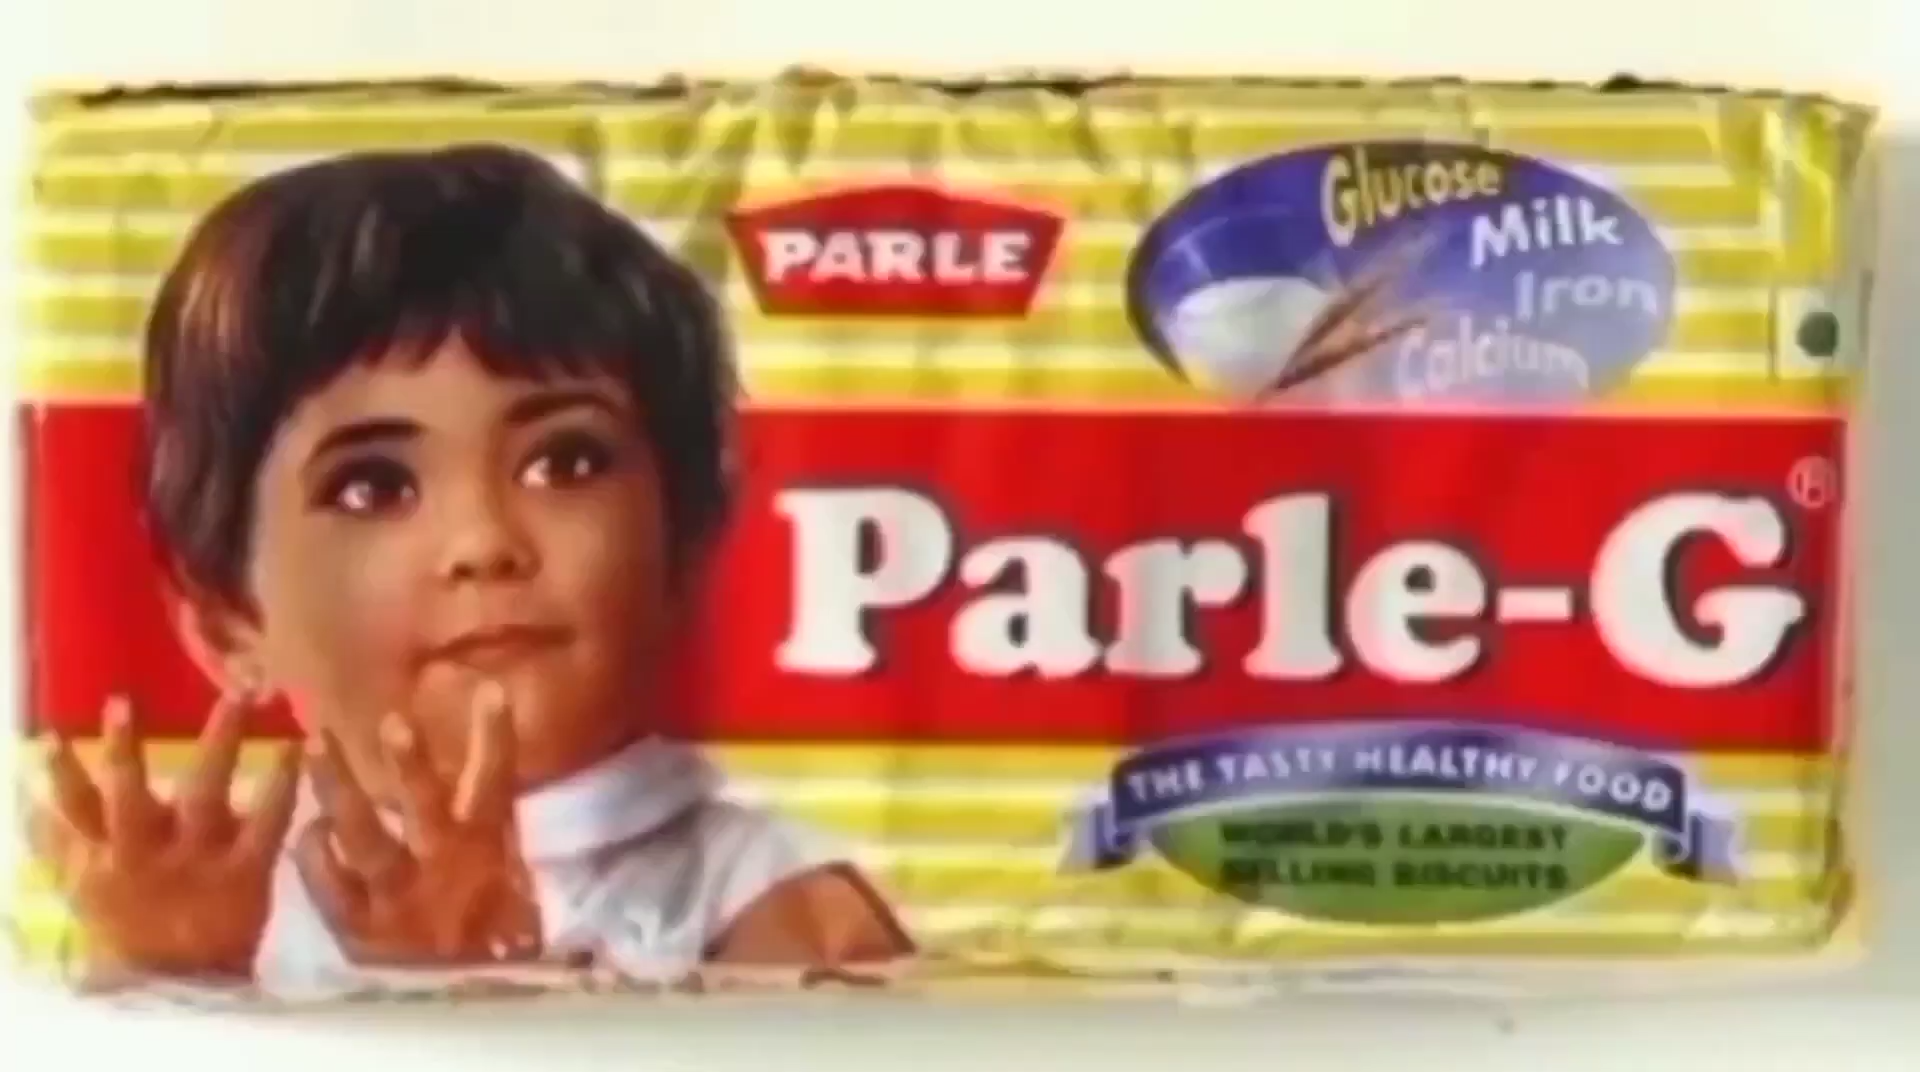 PARLE
Glucose
Milk
Iron
Calcium
Parle-G®
THE TASTY HEALTHY FOOD
WORLD'S LARGEST
SELLING BISCUITS